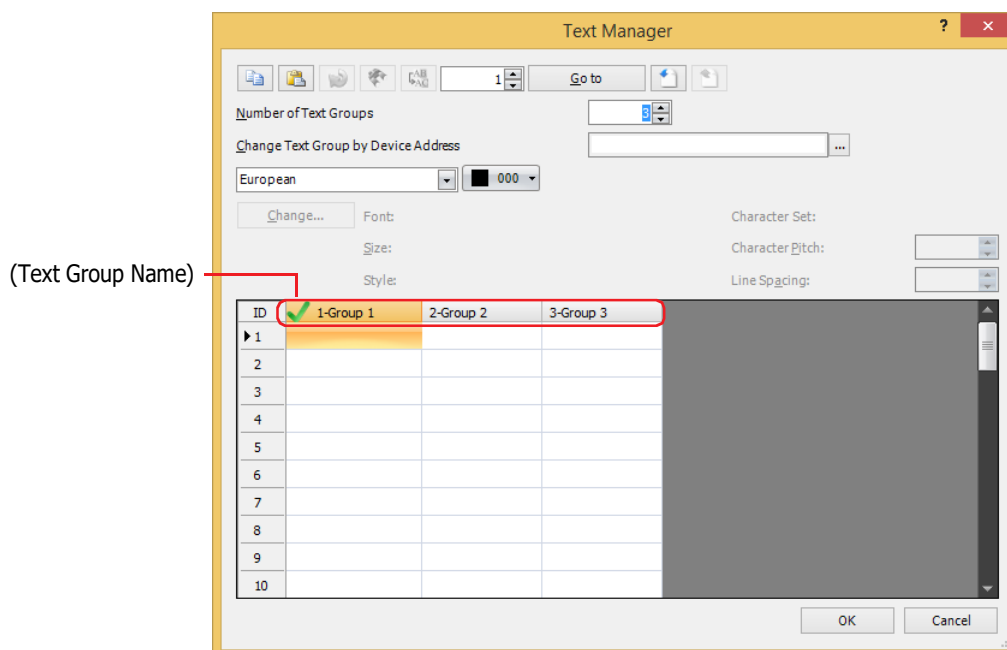 Text Manager
?
×
AB
AC
1
Go to
Number of Text Groups
3
Change Text Group by Device Address
...
European
000
Change...
Font:
Character Set:
Size:
Character Pitch:
(Text Group Name)
Style:
Line Spacing:
ID
1-Group 1
2-Group 2
3-Group 3
1
2
3
4
5
6
7
8
9
10
OK
Cancel